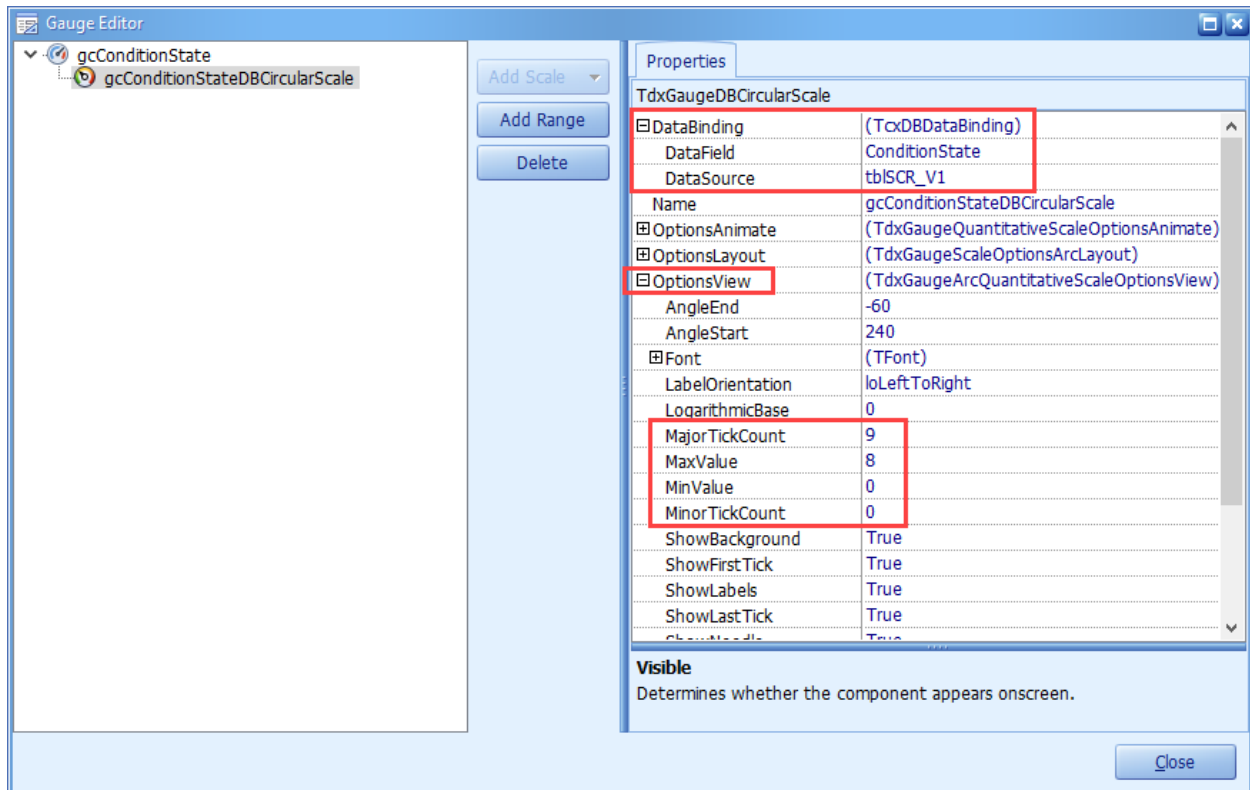 Gauge Editor
gcConditionState
gcConditionStateDBCircularScale
Add Scale
Add Range
Delete
Properties
TdxGaugeDBCircularScale
DataBinding (TcxDBDataBinding)
DataField ConditionState
DataSource tblSCR_V1
Name gcConditionStateDBCircularScale
OptionsAnimate (TdxGaugeQuantitativeScaleOptionsAnimate)
OptionsLayout (TdxGaugeScaleOptionsArcLayout)
OptionsView (TdxGaugeArcQuantitativeScaleOptionsView)
AngleEnd -60
AngleStart 240
Font (TFont)
LabelOrientation loLeftToRight
LogarithmicBase 0
MajorTickCount 9
MaxValue 8
MinValue 0
MinorTickCount 0
ShowBackground True
ShowFirstTick True
ShowLabels True
ShowLastTick True
ShowNeedle True
Visible
Determines whether the component appears onscreen.
Close